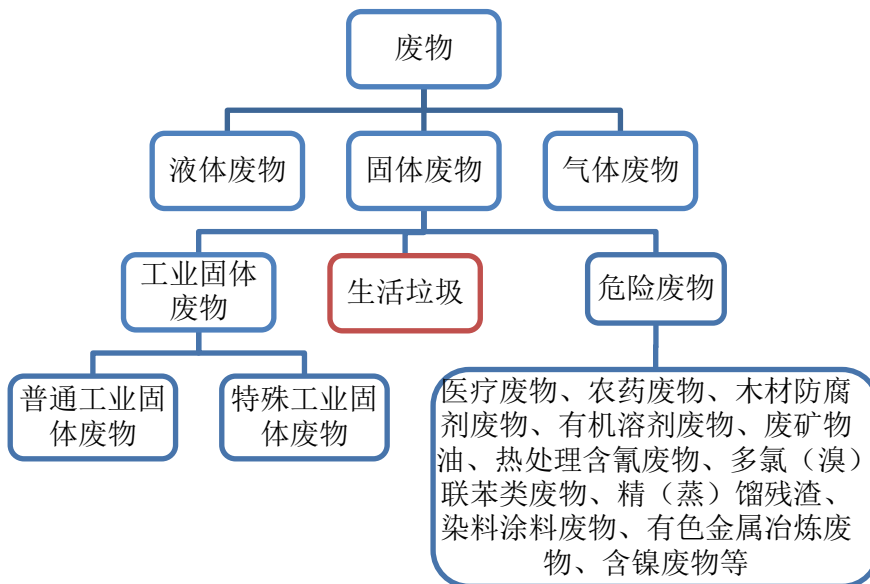 废物
液体废物
固体废物
气体废物
工业固体
废物
生活垃圾
危险废物
普通工业固
体废物
特殊工业固
体废物
医疗废物、农药废物、木材防腐
剂废物、有机溶剂废物、废矿物
油、热处理含氰废物、多氯（溴）
联苯类废物、精（蒸）馏残渣、
染料涂料废物、有色金属冶炼废
物、含镍废物等